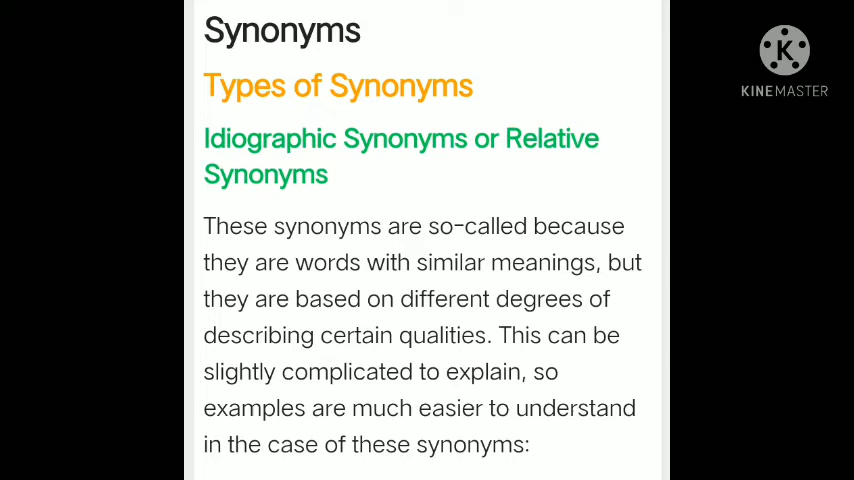 Synonyms
Types of Synonyms
Idiographic Synonyms or Relative
Synonyms
These synonyms are so-called because
they are words with similar meanings, but
they are based on different degrees of
describing certain qualities. This can be
slightly complicated to explain, so
examples are much easier to understand
in the case of these synonyms:
K
KINEMASTER